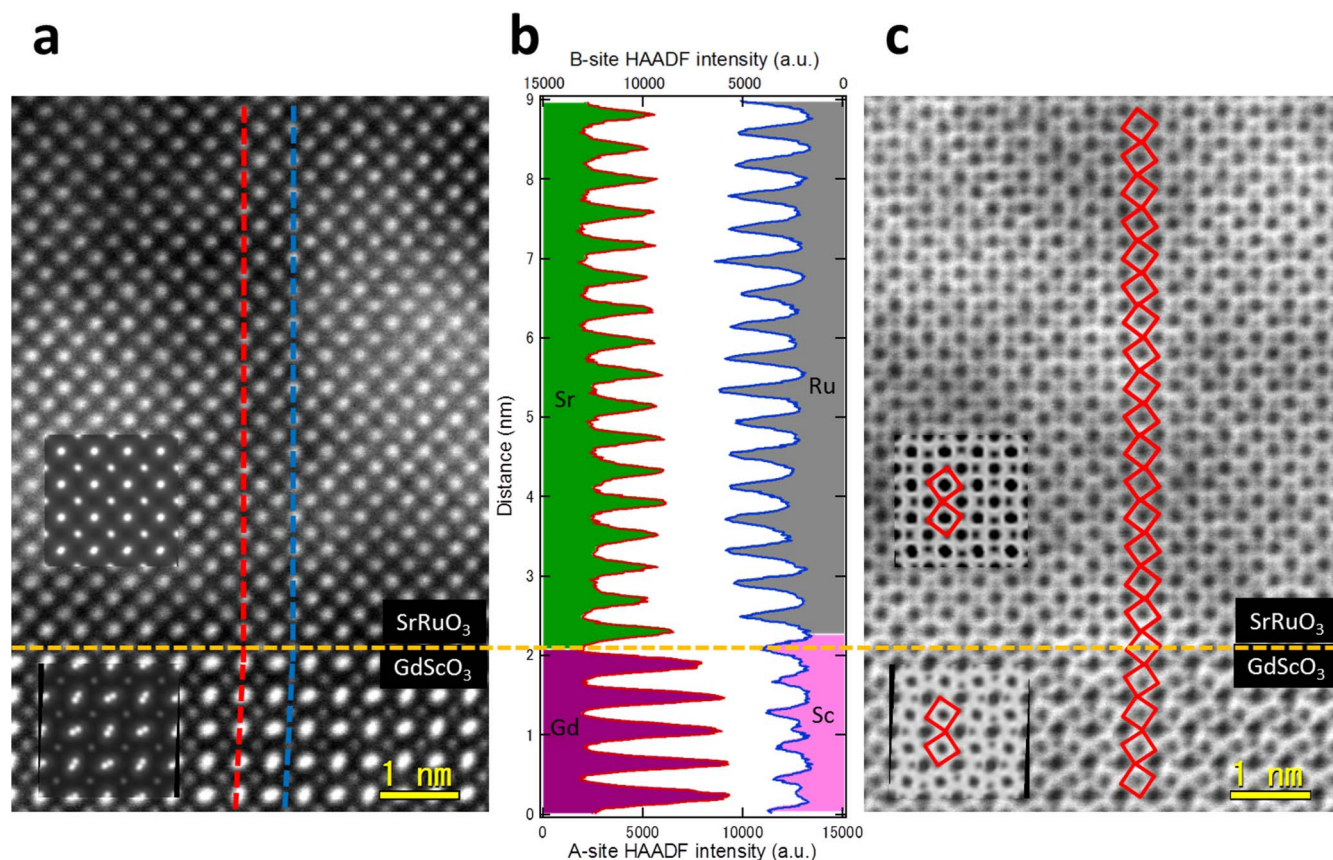 a
b
c
B-site HAADF intensity (a.u.)
15000 10000 5000 0
9
8
7
6
5
4
3
2
1
0
Distance (nm)
Sr
Ru
Gd
Sc
SrRuO3
GdScO3
1 nm
SrRuO3
GdScO3
1 nm
0 5000 10000 15000
A-site HAADF intensity (a.u.)